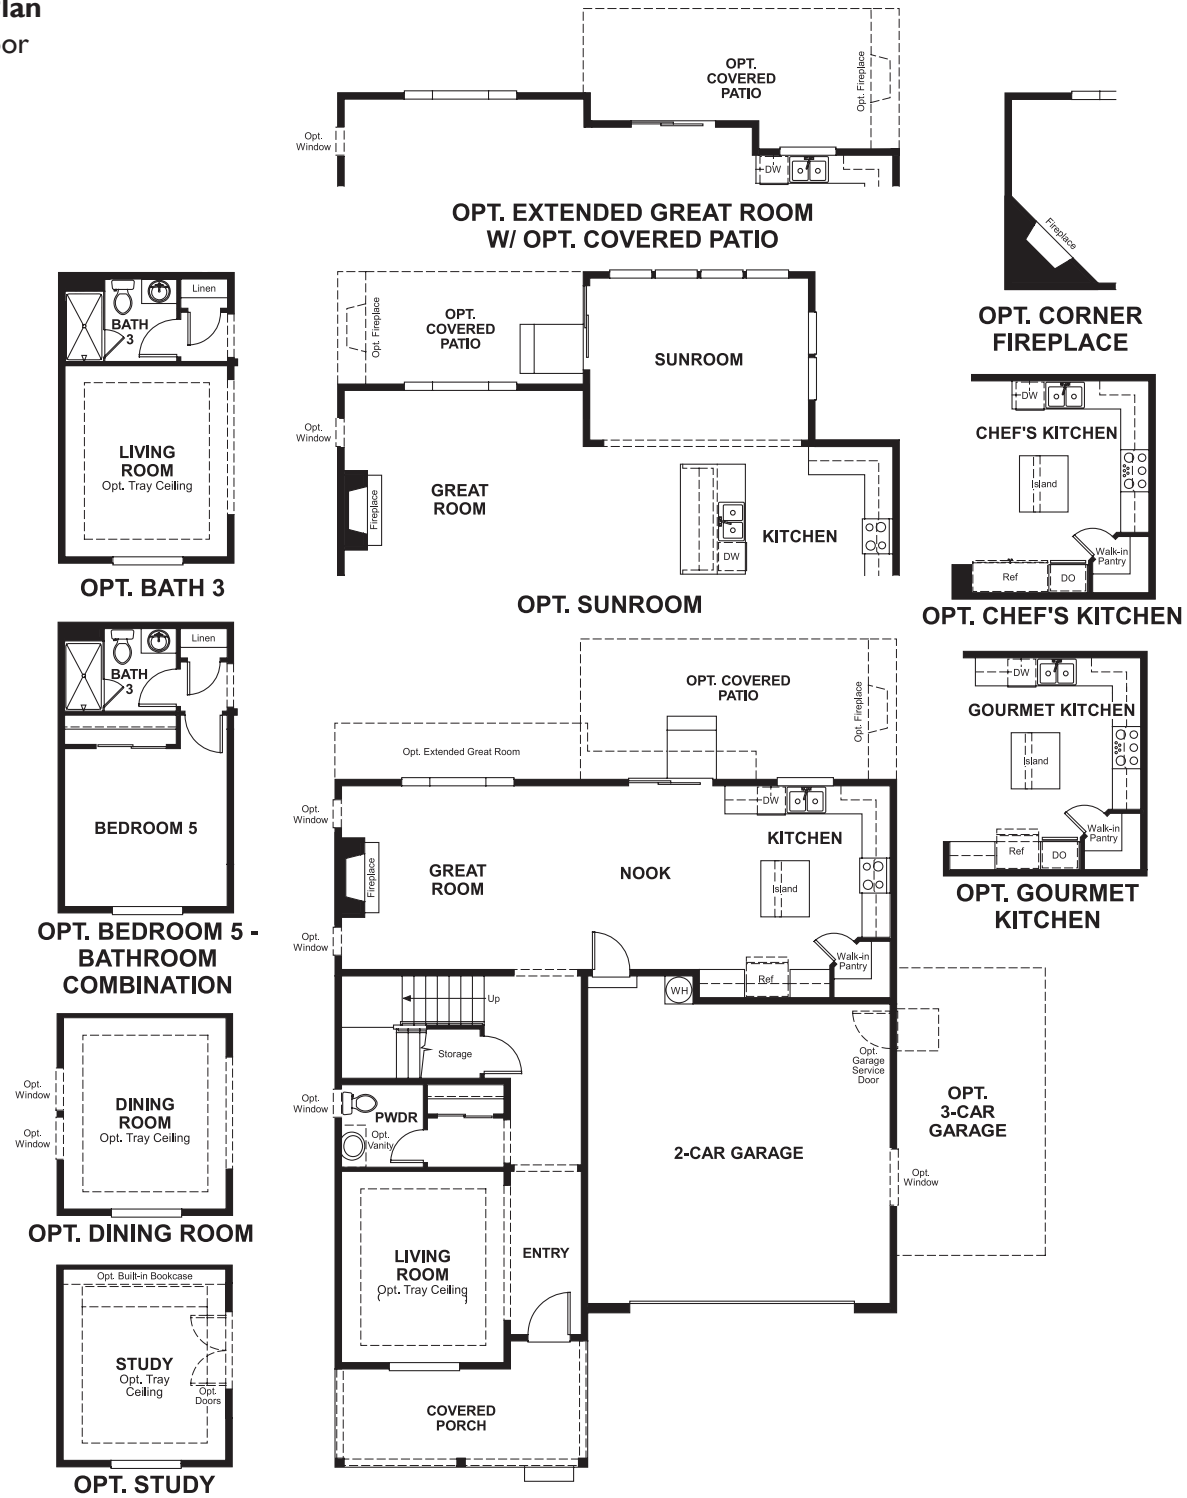 lan
or
OPT.
COVERED
PATIO
Opt. Fireplace
Opt.
Window
DW
OPT. EXTENDED GREAT ROOM
W/ OPT. COVERED PATIO
Fireplace
OPT. CORNER
FIREPLACE
Linen
BATH
3
LIVING
ROOM
Opt. Tray Ceiling
OPT. BATH 3
Opt. Fireplace
OPT.
COVERED
PATIO
SUNROOM
Opt.
Window
GREAT
ROOM
Fireplace
KITCHEN
DW
OPT. SUNROOM
DW
CHEF'S KITCHEN
Island
Walk-in
Pantry
Ref
DO
OPT. CHEF'S KITCHEN
Linen
BATH
3
BEDROOM 5
OPT. BEDROOM 5 -
BATHROOM
COMBINATION
DW
GOURMET KITCHEN
Island
Walk-in
Pantry
Ref
DO
OPT. GOURMET
KITCHEN
OPT. COVERED
PATIO
Opt. Fireplace
Opt. Extended Great Room
Opt.
Window
DW
KITCHEN
GREAT
ROOM
Fireplace
NOOK
Island
Opt.
Window
Walk-in
Pantry
Ref
WH
Up
Storage
Opt.
Garage
Service
Door
Opt.
Window
PWDR
Opt.
Vanity
2-CAR GARAGE
OPT.
3-CAR
GARAGE
Opt.
Window
ENTRY
LIVING
ROOM
Opt. Tray Ceiling
COVERED
PORCH
Opt.
Window
Opt.
Window
DINING
ROOM
Opt. Tray Ceiling
OPT. DINING ROOM
Opt. Built-in Bookcase
STUDY
Opt. Tray
Ceiling
Opt.
Doors
OPT. STUDY